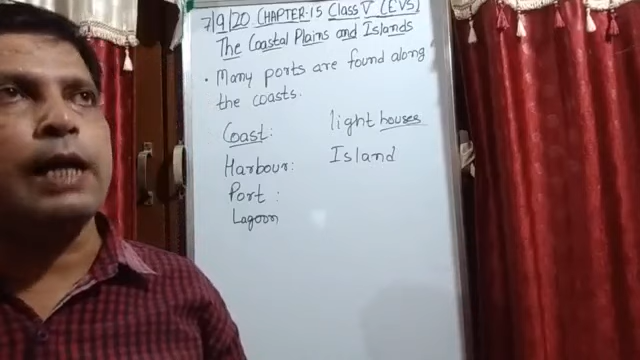 7/9/20 CHAPTER-15 Class V (EVS)
The Coastal Plains and Islands
• Many ports are found along
the coasts.
Coast: light houses
Harbour: Island
Port :
Lagoon